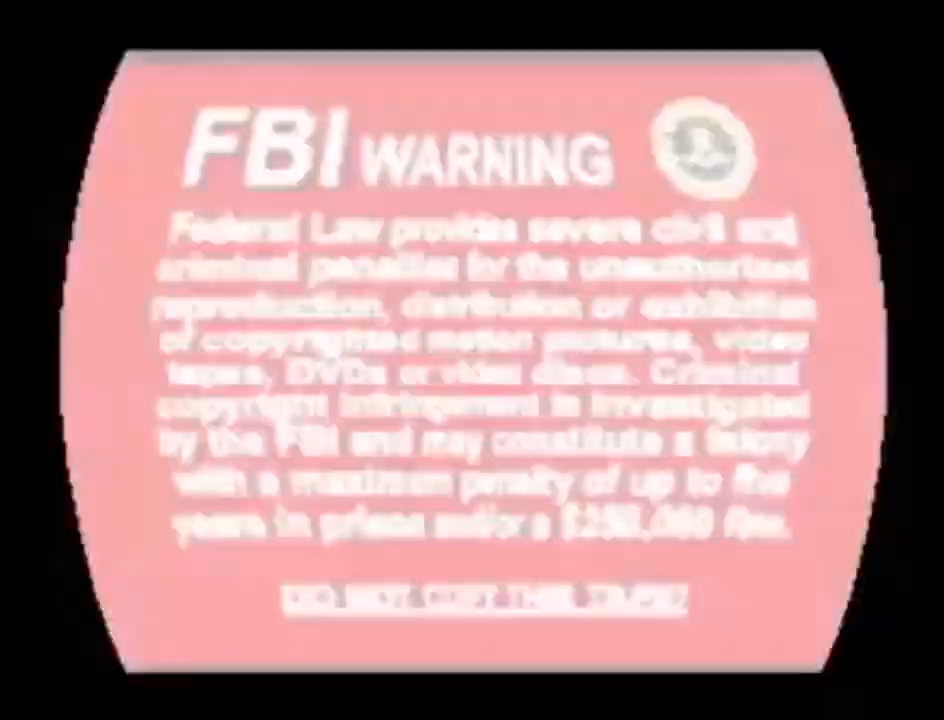 FBI WARNING
Federal Law provides severe civil and
criminal penalties for the unauthorized
reproduction, distribution or exhibition
of copyrighted motion pictures, video
tapes, DVDs or video discs. Criminal
copyright infringement is investigated
by the FBI and may constitute a felony
with a maximum penalty of up to five
years in prison and/or a $250,000 fine.